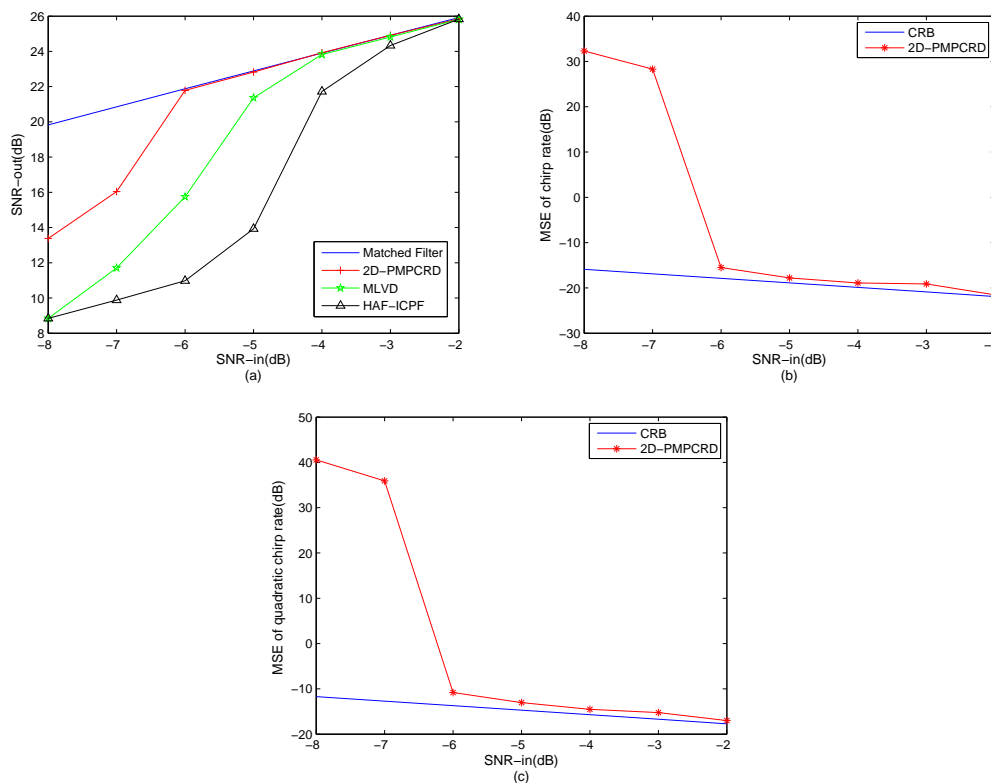 26
24
22
20
18
16
14
12
10
8
SNR−out(dB)
Matched Filter
2D−PMPCRD
MLVD
HAF−ICPF
−8 −7 −6 −5 −4 −3 −2
SNR−in(dB)
(a)
40
30
20
10
0
−10
−20
−30
MSE of chirp rate(dB)
CRB
2D−PMPCRD
−8 −7 −6 −5 −4 −3
SNR−in(dB)
(b)
50
40
30
20
10
0
−10
−20
MSE of quadratic chirp rate(dB)
CRB
2D−PMPCRD
−8 −7 −6 −5 −4 −3 −2
SNR−in(dB)
(c)